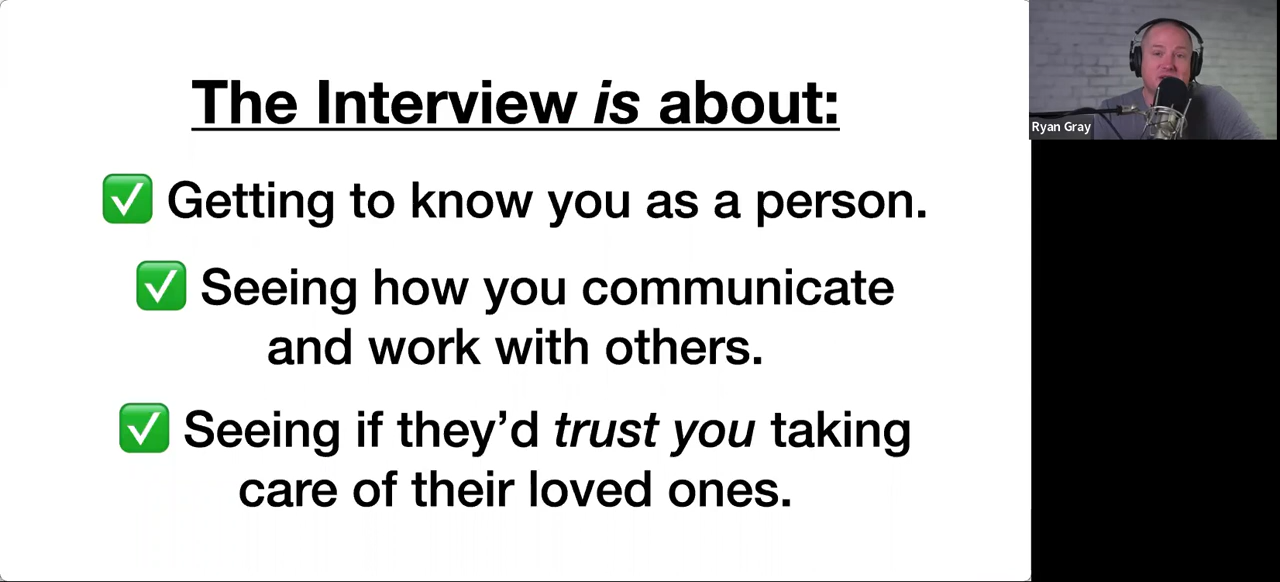 The Interview is about:
✅ Getting to know you as a person.
✅ Seeing how you communicate
and work with others.
✅ Seeing if they’d trust you taking
care of their loved ones.
Ryan Gray